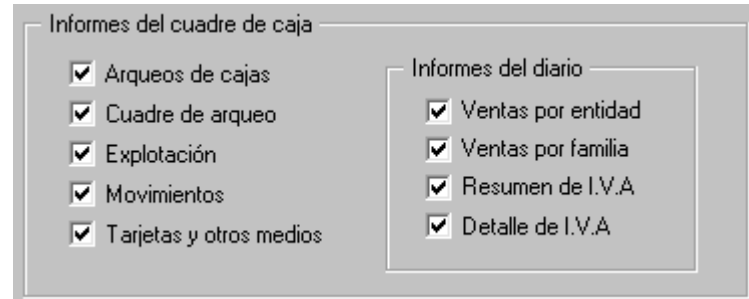 Informes del cuadre de caja
Arqueos de cajas
Cuadre de arqueo
Explotación
Movimientos
Tarjetas y otros medios
Informes del diario
Ventas por entidad
Ventas por familia
Resumen de I.V.A
Detalle de I.V.A